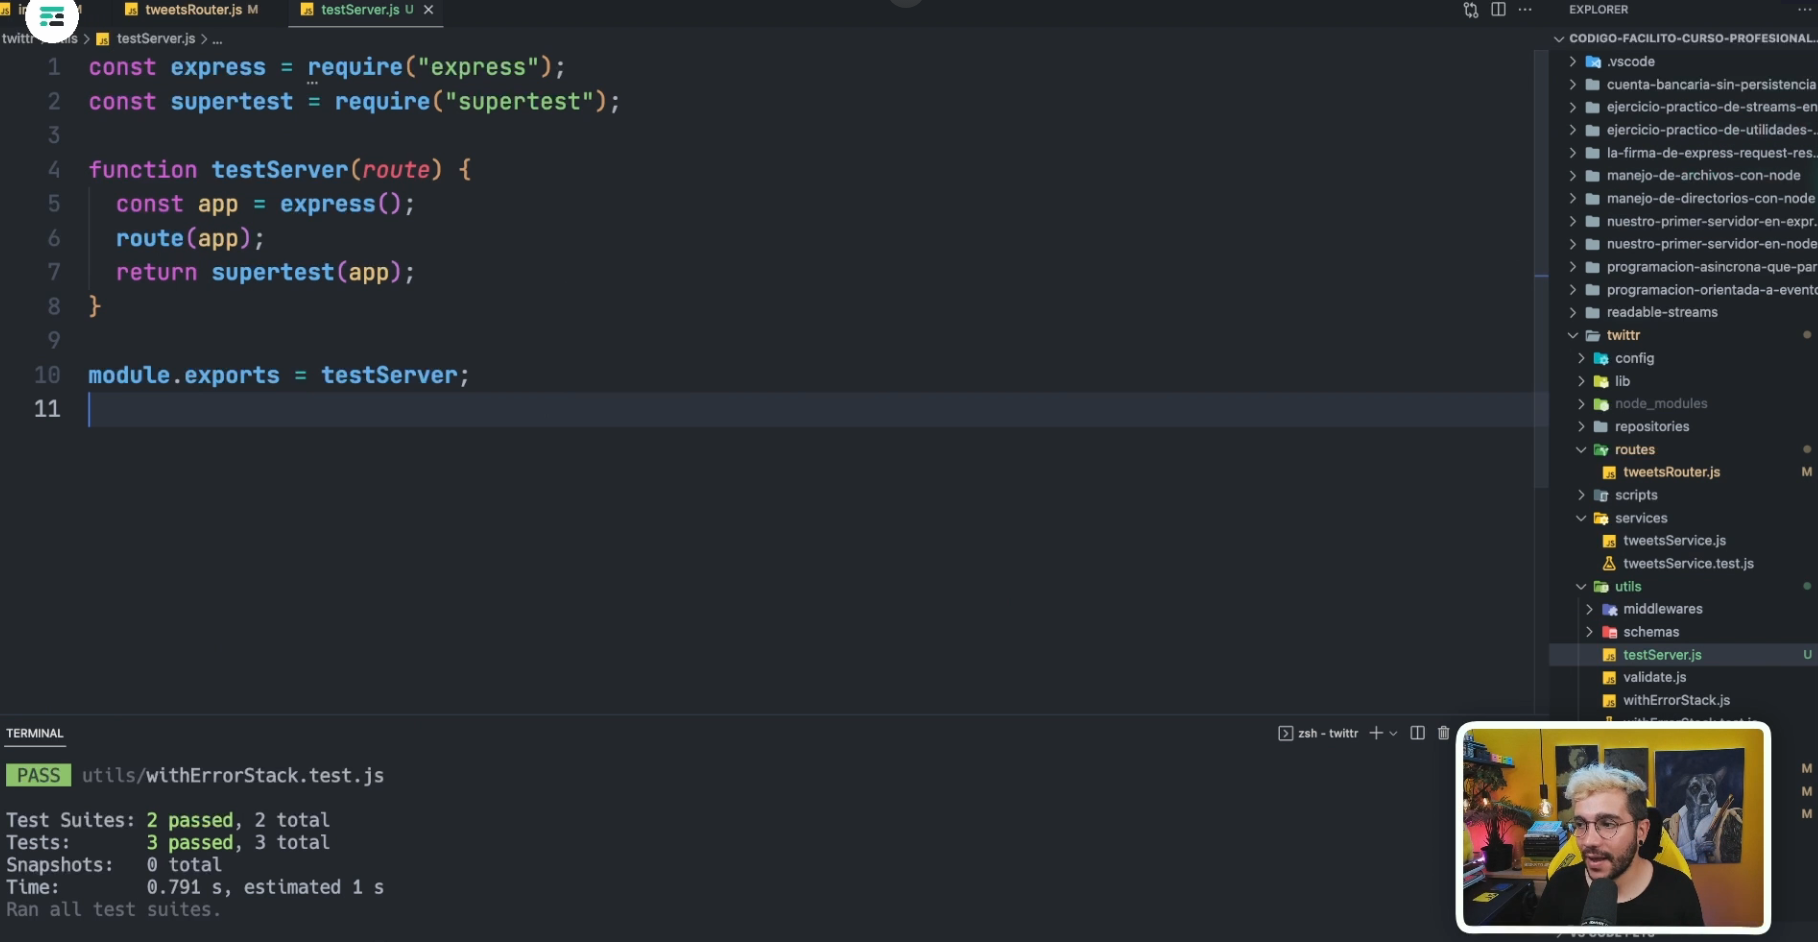 tweetsRouter.js M
testServer.js U
EXPLORER
twittr
testServer.js > ...
CODIGO-FACILITO-CURSO-PROFESIONAL...
1 const express = require("express");
2 const supertest = require("supertest");
3
4 function testServer(route) {
5 const app = express();
6 route(app);
7 return supertest(app);
8 }
9
10 module.exports = testServer;
11
.vscode
cuenta-bancaria-sin-persistencia
ejercicio-practico-de-streams-en
ejercicio-practico-de-utilidades-...
la-firma-de-express-request-res...
manejo-de-archivos-con-node
manejo-de-directorios-con-node
nuestro-primer-servidor-en-expr...
nuestro-primer-servidor-en-node
programacion-asincrona-que-par
programacion-orientada-a-evento
readable-streams
twittr
config
lib
node_modules
repositories
routes
tweetsRouter.js M
scripts
services
tweetsService.js
tweetsService.test.js
utils
middlewares
schemas
testServer.js U
validate.js
withErrorStack.js
M
M
M
TERMINAL
zsh - twittr
PASS utils/withErrorStack.test.js
Test Suites: 2 passed, 2 total
Tests: 3 passed, 3 total
Snapshots: 0 total
Time: 0.791 s, estimated 1 s
Ran all test suites.